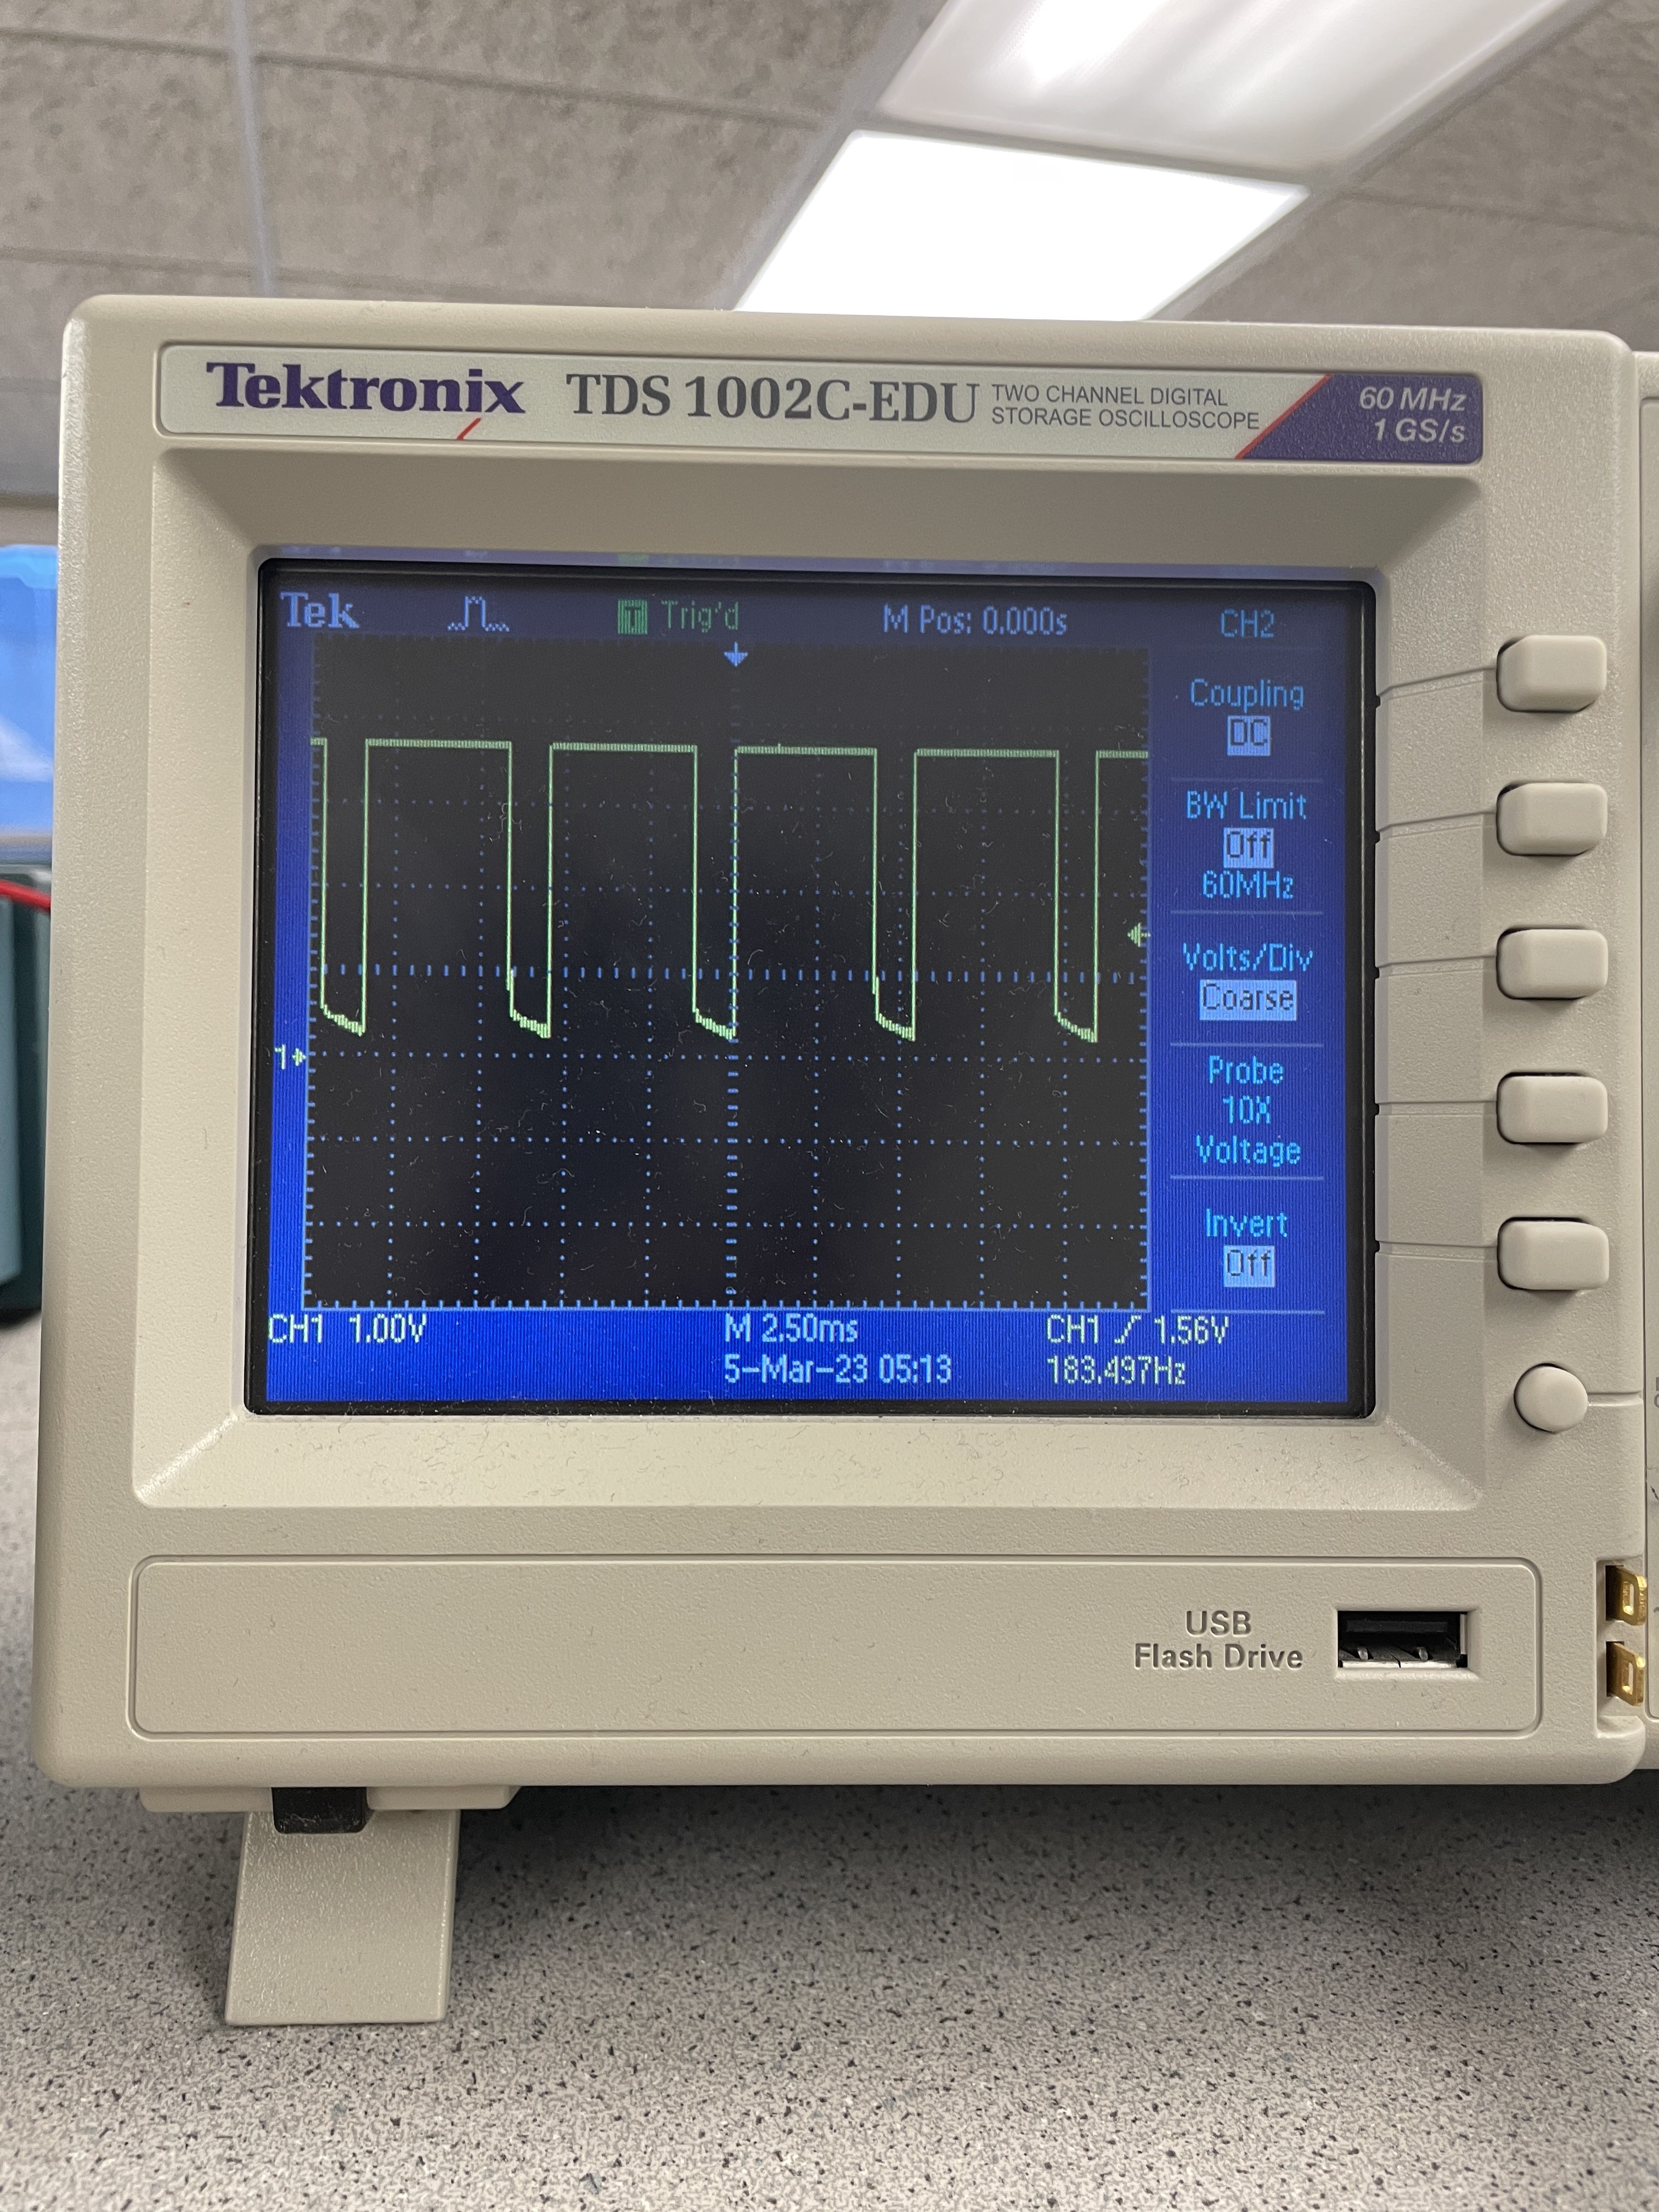 Tektronix TDS 1002C-EDU TWO CHANNEL DIGITAL STORAGE OSCILLOSCOPE 60 MHz 1 GS/s
Tek T Trig'd M Pos: 0.000s CH2
Coupling
DC
BW Limit
Off
60MHz
Volts/Div
Coarse
1
Probe
10X
Voltage
Invert
Off
CH1 1.00V M 2.50ms CH1 1.56V
5-Mar-23 05:13 183.497Hz
USB
Flash Drive